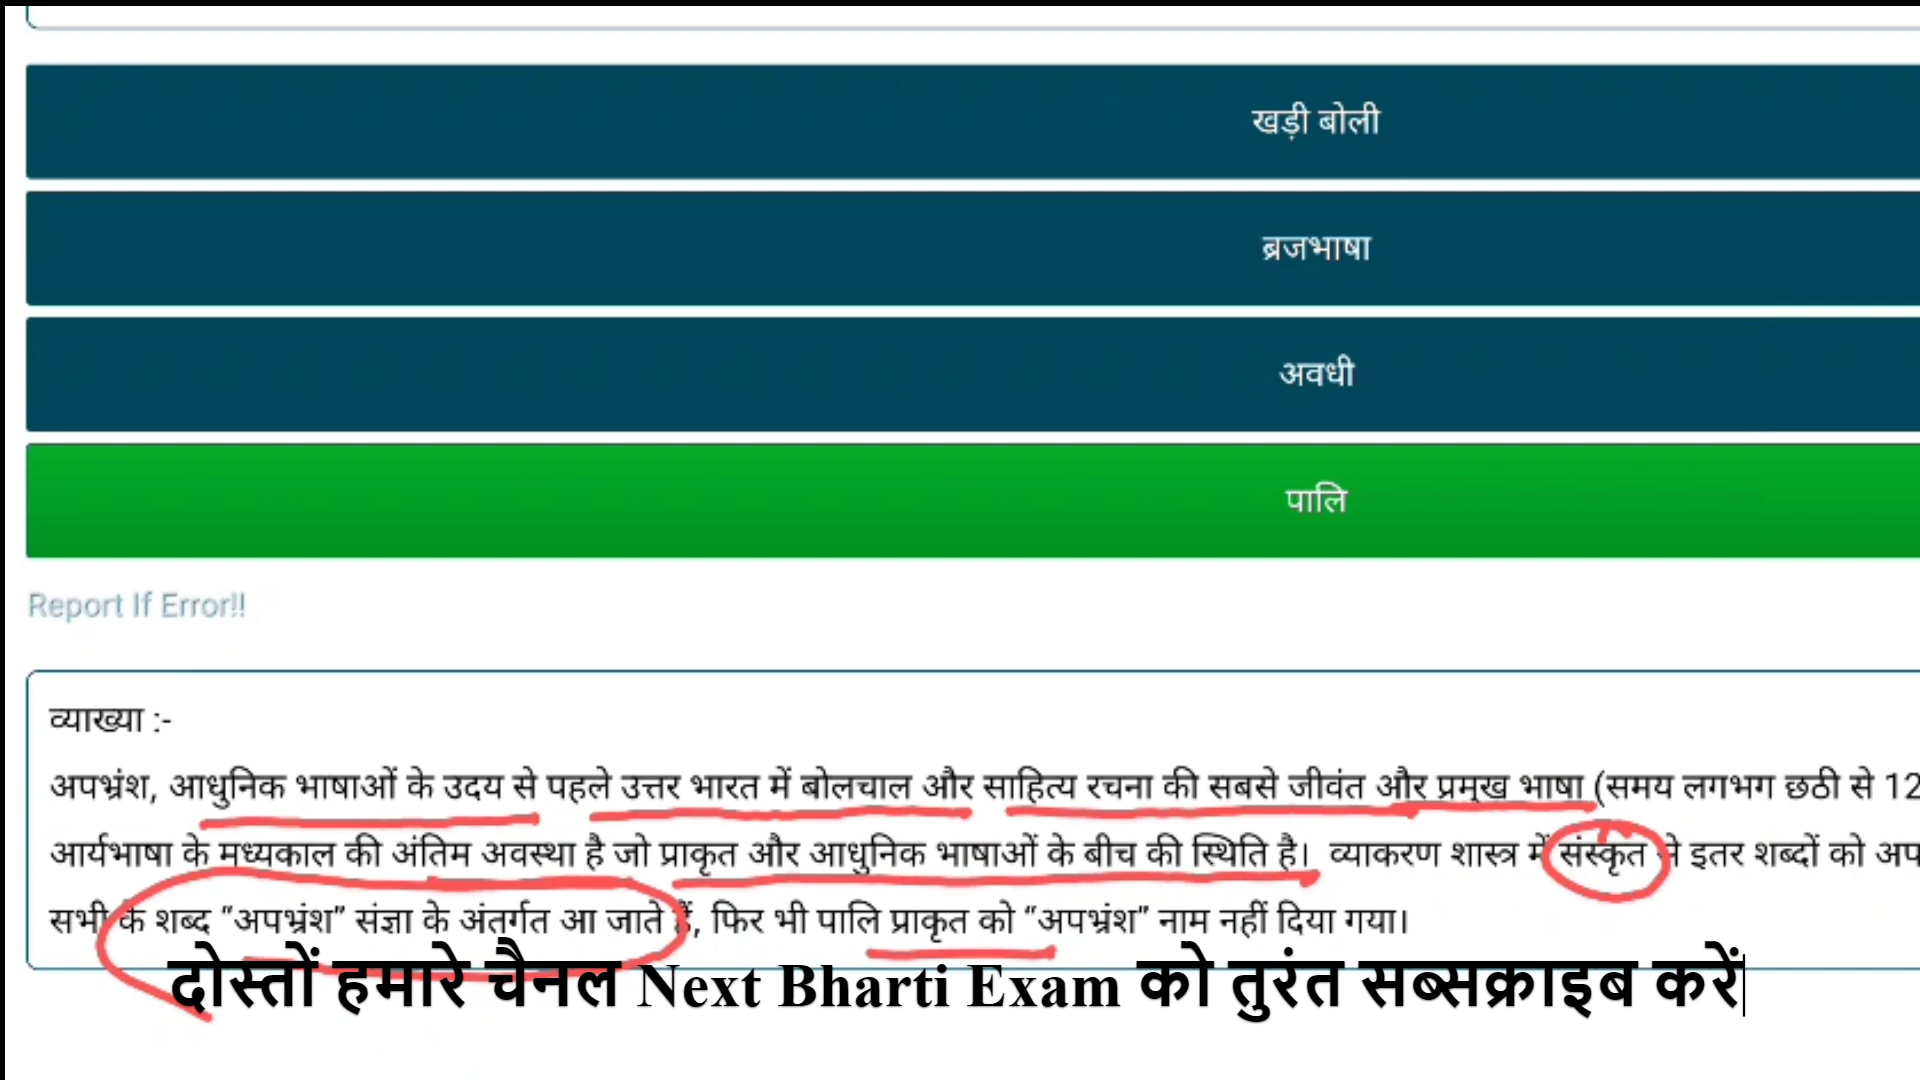 खड़ी बोली
ब्रजभाषा
अवधी
पालि
Report If Error!!
व्याख्या :-
अपभ्रंश, आधुनिक भाषाओं के उदय से पहले उत्तर भारत में बोलचाल और साहित्य रचना की सबसे जीवंत और प्रमुख भाषा (समय लगभग छठी से 12
आर्यभाषा के मध्यकाल की अंतिम अवस्था है जो प्राकृत और आधुनिक भाषाओं के बीच की स्थिति है। व्याकरण शास्त्र में संस्कृत से इतर शब्दों को अप
सभी के शब्द “अपभ्रंश” संज्ञा के अंतर्गत आ जाते हैं, फिर भी पालि प्राकृत को “अपभ्रंश” नाम नहीं दिया गया।
दोस्तों हमारे चैनल Next Bharti Exam को तुरंत सब्सक्राइब करें